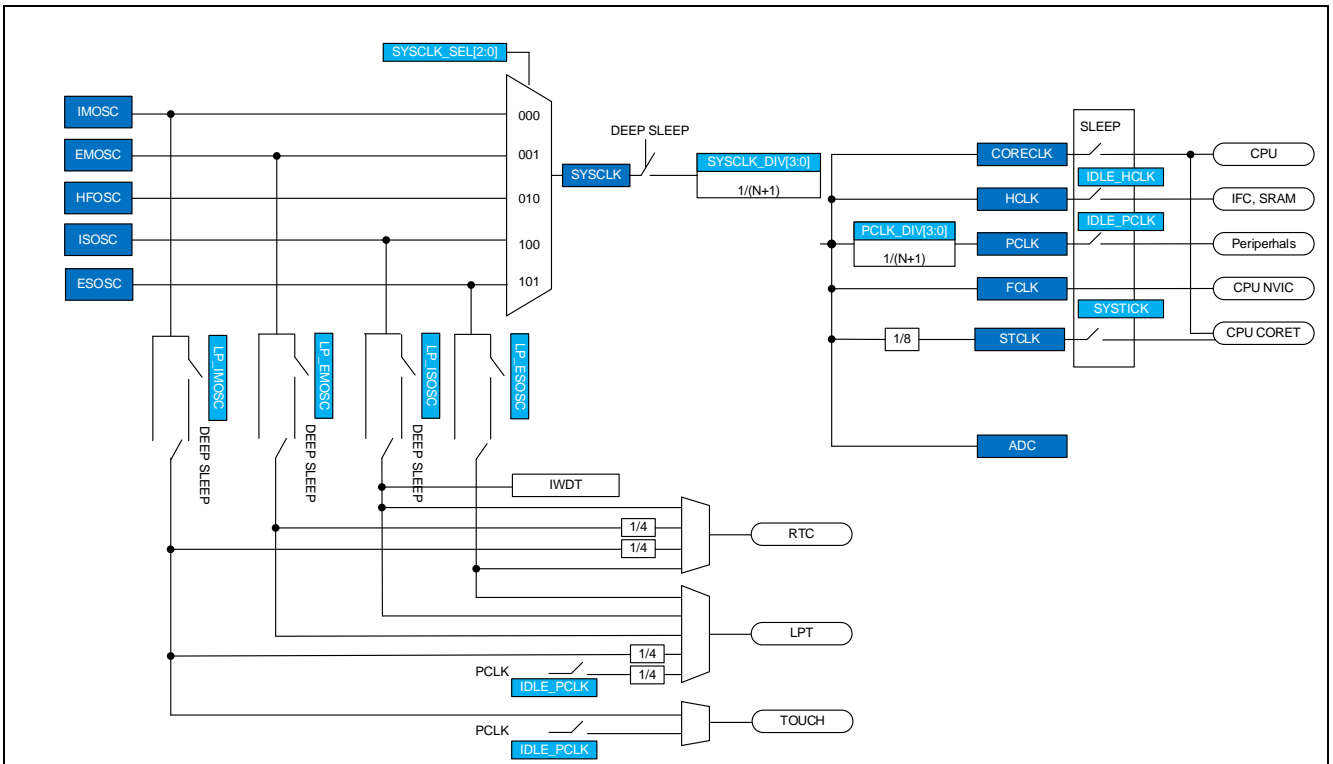 SYSCLK_SEL[2:0]
IMOSC
000
EMOSC
001
HFOSC
010
ISOSC
100
ESOSC
101
SYSCLK
DEEP SLEEP
SYSCLK_DIV[3:0]
1/(N+1)
SLEEP
CORECLK
CPU
IDLE_HCLK
HCLK
IFC, SRAM
IDLE_PCLK
PCLK_DIV[3:0]
1/(N+1)
PCLK
Periperhals
FCLK
CPU NVIC
SYSTICK
1/8
STCLK
CPU CORET
ADC
LP_IMOSC
LP_EMOSC
LP_ISOSC
LP_ESOSC
DEEP SLEEP
DEEP SLEEP
DEEP SLEEP
IWDT
1/4
1/4
RTC
LPT
1/4
PCLK
1/4
IDLE_PCLK
TOUCH
PCLK
IDLE_PCLK